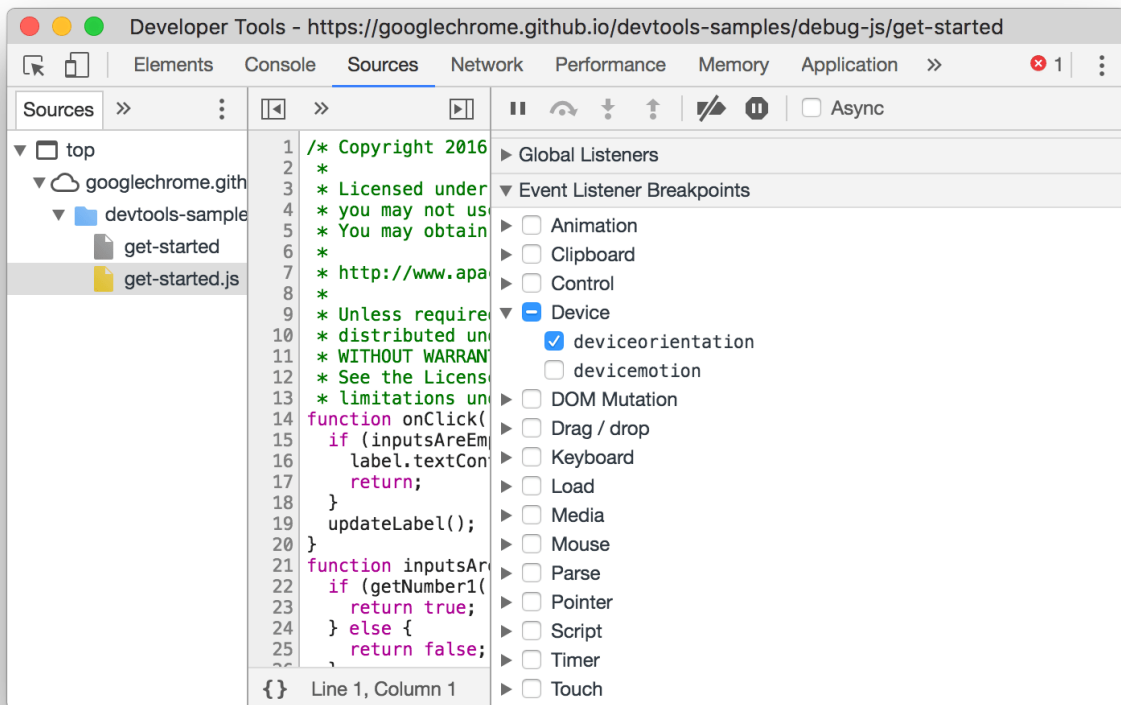 Developer Tools - https://googlechrome.github.io/devtools-samples/debug-js/get-started
Elements Console Sources Network Performance Memory Application » 1
Sources » »
Async
top
googlechrome.gith
devtools-sample
get-started
get-started.js
1 /* Copyright 2016
2 *
3 * Licensed under
4 * you may not use
5 * You may obtain
6 *
7 * http://www.apa
8 *
9 * Unless require
10 * distributed un
11 * WITHOUT WARRANT
12 * See the License
13 * limitations un
14 function onClick(
15 if (inputsAreEm
16 label.textCon
17 return;
18 }
19 updateLabel();
20 }
21 function inputsAre
22 if (getNumber1(
23 return true;
24 } else {
25 return false;
26 }
{} Line 1, Column 1
Global Listeners
Event Listener Breakpoints
Animation
Clipboard
Control
Device
deviceorientation
devicemotion
DOM Mutation
Drag / drop
Keyboard
Load
Media
Mouse
Parse
Pointer
Script
Timer
Touch